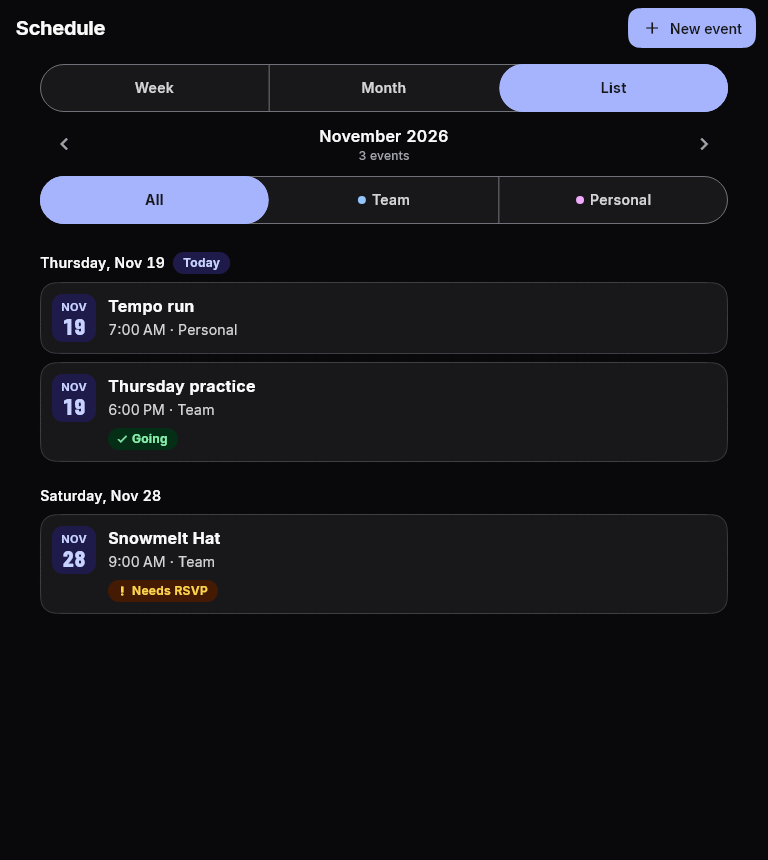 Schedule
New event
Week
Month
List
November 2026
3 events
All
Team
Personal
Thursday, Nov 19
Today
NOV
19
Tempo run
7:00 AM · Personal
NOV
19
Thursday practice
6:00 PM · Team
Going
Saturday, Nov 28
NOV
28
Snowmelt Hat
9:00 AM · Team
Needs RSVP